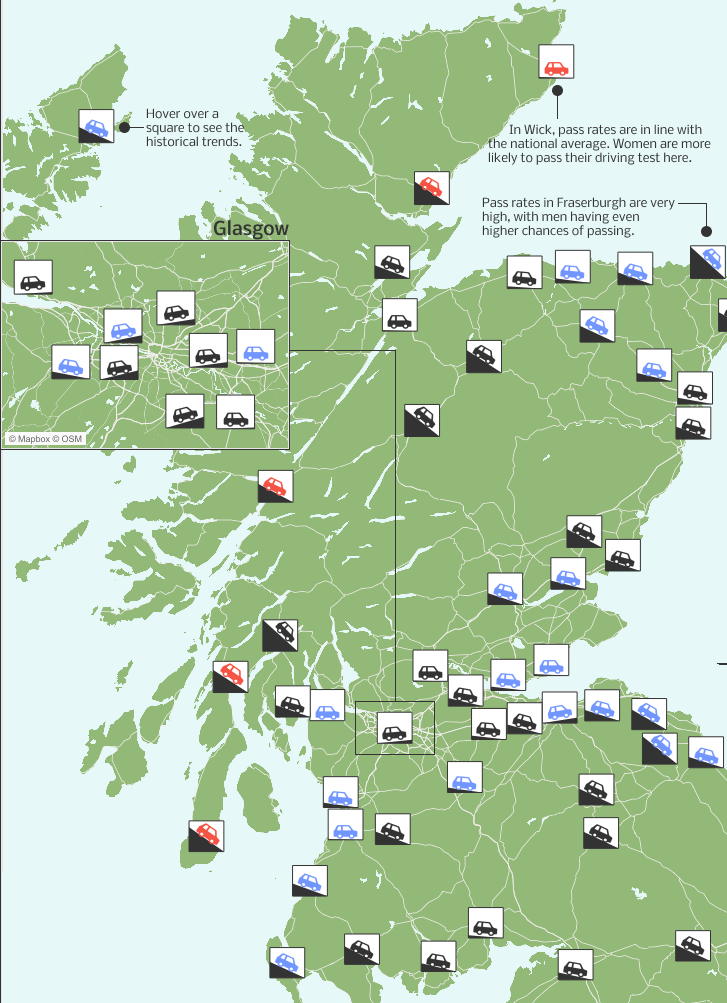 Hover over a
square to see the
historical trends.
In Wick, pass rates are in line with
the national average. Women are more
likely to pass their driving test here.
Pass rates in Fraserburgh are very
high, with men having even
higher chances of passing.
Glasgow
© Mapbox © OSM